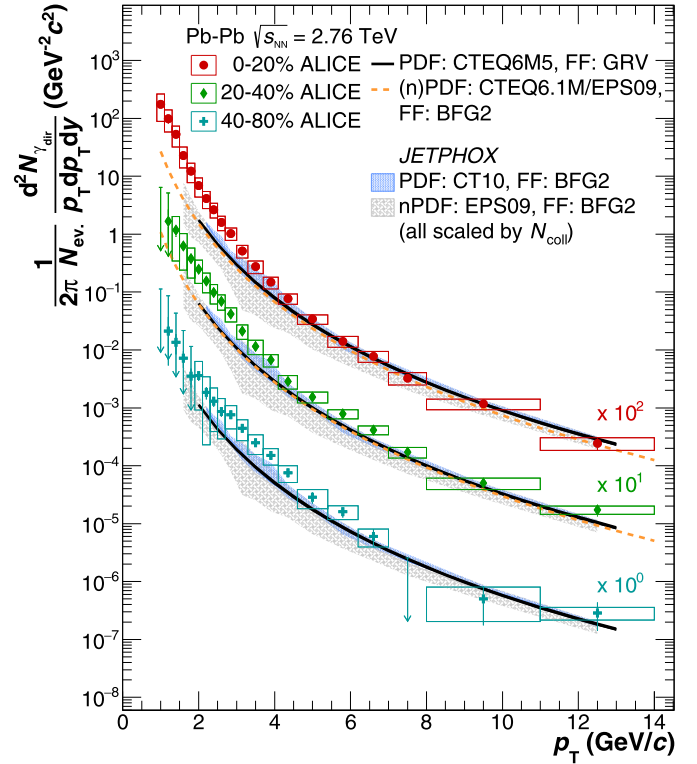 Pb-Pb √s_NN = 2.76 TeV
0-20% ALICE
20-40% ALICE
40-80% ALICE
PDF: CTEQ6M5, FF: GRV
(n)PDF: CTEQ6.1M/EPS09,
FF: BFG2
JETPHOX
PDF: CT10, FF: BFG2
nPDF: EPS09, FF: BFG2
(all scaled by N_coll)
1/(2π N_ev.) d²N_γdir/(p_T dp_T dy) (GeV⁻²c²)
10³
10²
10
1
10⁻¹
10⁻²
10⁻³
10⁻⁴
10⁻⁵
10⁻⁶
10⁻⁷
10⁻⁸
x 10²
x 10¹
x 10⁰
0 2 4 6 8 10 12 14
p_T (GeV/c)